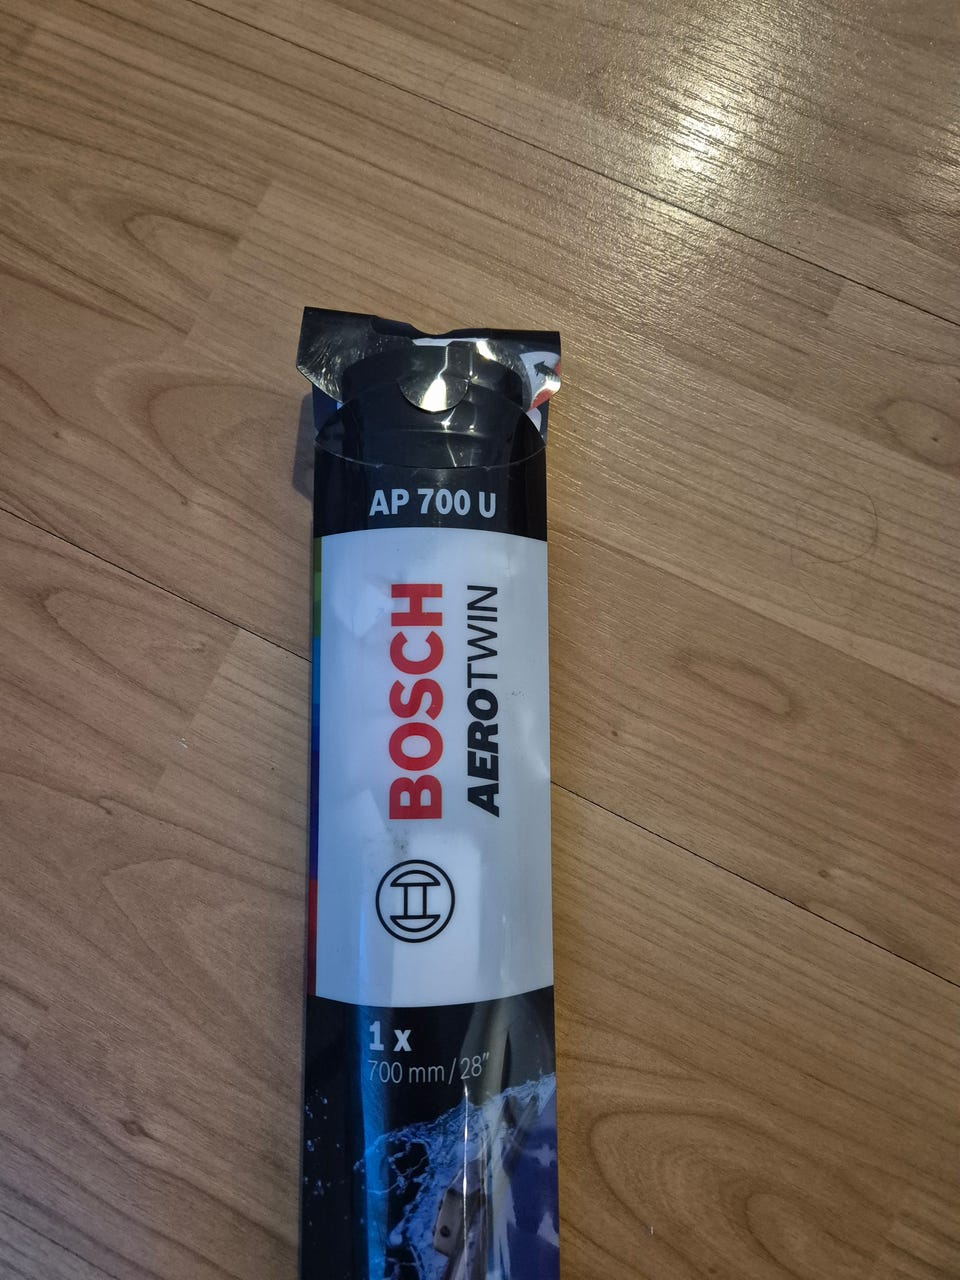 AP 700 U
BOSCH
AEROTWIN
1 x
700 mm / 28"